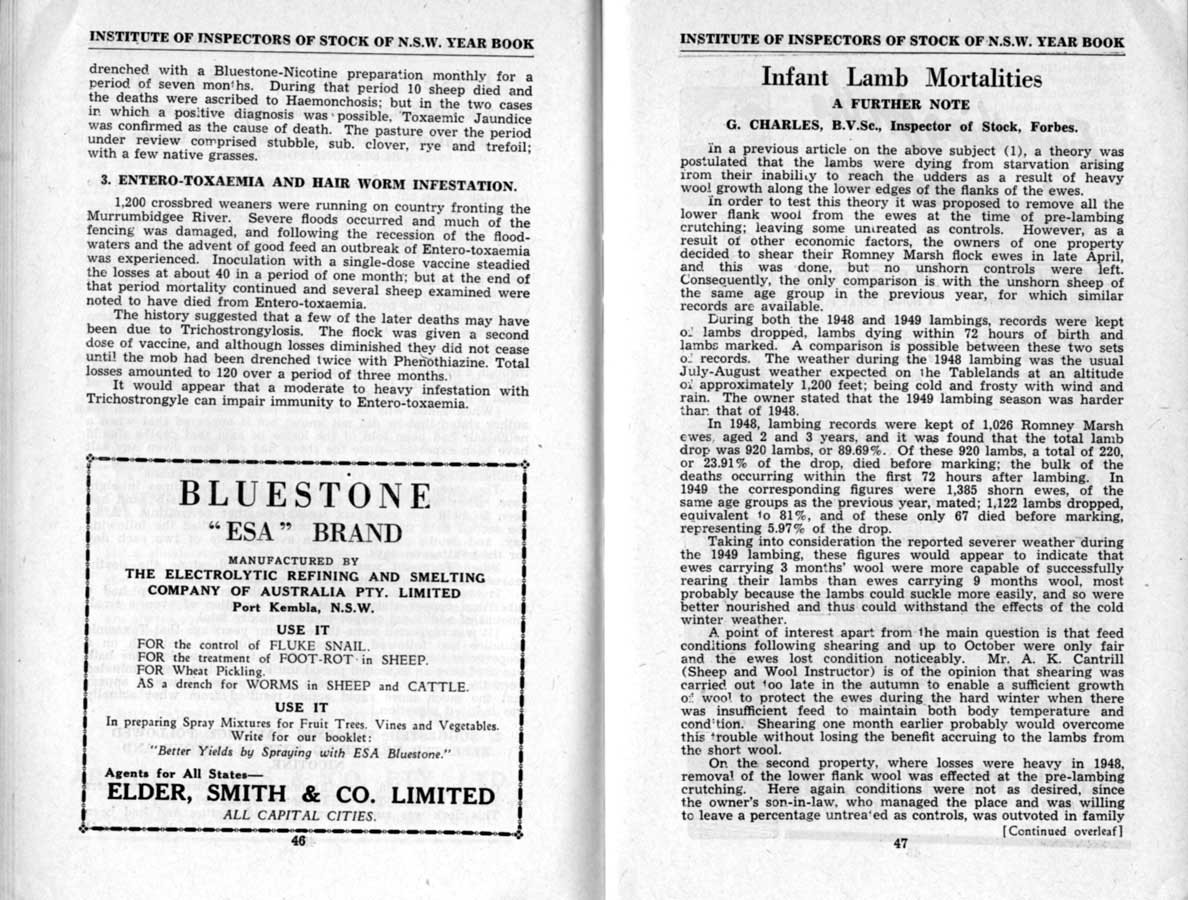 INSTITUTE OF INSPECTORS OF STOCK OF N.S.W. YEAR BOOK
drenched with a Bluestone-Nicotine preparation monthly for a
period of seven months. During that period 10 sheep died and
the deaths were ascribed to Haemonchosis; but in the two cases
in which a positive diagnosis was possible, Toxaemic Jaundice
was confirmed as the cause of death. The pasture over the period
under review comprised stubble, sub. clover, rye and trefoil;
with a few native grasses.
3. ENTERO-TOXAEMIA AND HAIR WORM INFESTATION.
1,200 crossbred weaners were running on country fronting the
Murrumbidgee River. Severe floods occurred and much of the
fencing was damaged, and following the recession of the flood-
waters and the advent of good feed an outbreak of Entero-toxaemia
was experienced. Inoculation with a single-dose vaccine steadied
the losses at about 40 in a period of one month; but at the end of
that period mortality continued and several sheep examined were
noted to have died from Entero-toxaemia.
The history suggested that a few of the later deaths may have
been due to Trichostrongylosis. The flock was given a second
dose of vaccine, and although losses diminished they did not cease
until the mob had been drenched twice with Phenothiazine. Total
losses amounted to 120 over a period of three months.
It would appear that a moderate to heavy infestation with
Trichostrongyle can impair immunity to Entero-toxaemia.
BLUESTONE
"ESA" BRAND
MANUFACTURED BY
THE ELECTROLYTIC REFINING AND SMELTING
COMPANY OF AUSTRALIA PTY. LIMITED
Port Kembla, N.S.W.
USE IT
FOR the control of FLUKE SNAIL.
FOR the treatment of FOOT-ROT in SHEEP.
FOR Wheat Pickling.
AS a drench for WORMS in SHEEP and CATTLE.
USE IT
In preparing Spray Mixtures for Fruit Trees, Vines and Vegetables.
Write for our booklet:
"Better Yields by Spraying with ESA Bluestone."
Agents for All States—
ELDER, SMITH & CO. LIMITED
ALL CAPITAL CITIES.
46
INSTITUTE OF INSPECTORS OF STOCK OF N.S.W. YEAR BOOK
Infant Lamb Mortalities
A FURTHER NOTE
G. CHARLES, B.V.Sc., Inspector of Stock, Forbes.
In a previous article on the above subject (1), a theory was
postulated that the lambs were dying from starvation arising
from their inability to reach the udders as a result of heavy
wool growth along the lower edges of the flanks of the ewes.
In order to test this theory it was proposed to remove all the
lower flank wool from the ewes at the time of pre-lambing
crutching; leaving some untreated as controls. However, as a
result of other economic factors, the owners of one property
decided to shear their Romney Marsh flock ewes in late April,
and this was done, but no unshorn controls were left.
Consequently, the only comparison is with the unshorn sheep of
the same age group in the previous year, for which similar
records are available.
During both the 1948 and 1949 lambings, records were kept
of lambs dropped, lambs dying within 72 hours of birth and
lambs marked. A comparison is possible between these two sets
of records. The weather during the 1948 lambing was the usual
July-August weather expected on the Tablelands at an altitude
of approximately 1,200 feet; being cold and frosty with wind and
rain. The owner stated that the 1949 lambing season was harder
than that of 1948.
In 1948, lambing records were kept of 1,026 Romney Marsh
ewes, aged 2 and 3 years, and it was found that the total lamb
drop was 920 lambs, or 89.69%. Of these 920 lambs, a total of 220,
or 23.91% of the drop, died before marking; the bulk of the
deaths occurring within the first 72 hours after lambing. In
1949 the corresponding figures were 1,385 shorn ewes, of the
same age groups as the previous year, mated; 1,122 lambs dropped,
equivalent to 81%, and of these only 67 died before marking,
representing 5.97% of the drop.
Taking into consideration the reported severer weather during
the 1949 lambing, these figures would appear to indicate that
ewes carrying 3 months' wool were more capable of successfully
rearing their lambs than ewes carrying 9 months wool, most
probably because the lambs could suckle more easily, and so were
better nourished and thus could withstand the effects of the cold
winter weather.
A point of interest apart from the main question is that feed
conditions following shearing and up to October were only fair
and the ewes lost condition noticeably. Mr. A. K. Cantrill
(Sheep and Wool Instructor) is of the opinion that shearing was
carried out too late in the autumn to enable a sufficient growth
of wool to protect the ewes during the hard winter when there
was insufficient feed to maintain both body temperature and
condition. Shearing one month earlier probably would overcome
this trouble without losing the benefit accruing to the lambs from
the short wool.
On the second property, where losses were heavy in 1948,
removal of the lower flank wool was effected at the pre-lambing
crutching. Here again conditions were not as desired, since
the owner's son-in-law, who managed the place and was willing
to leave a percentage untreated as controls, was outvoted in family
[Continued overleaf]
47